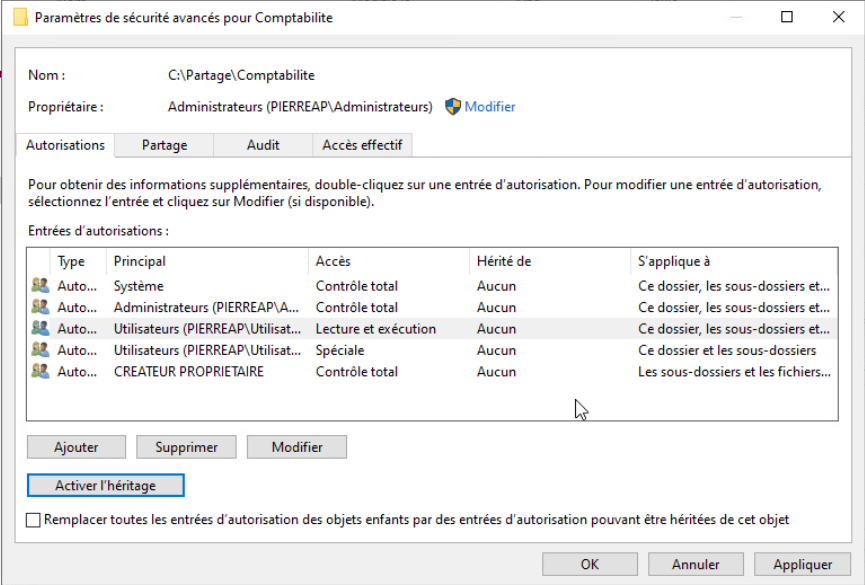 Paramètres de sécurité avancés pour Comptabilite
Nom : C:\Partage\Comptabilite
Propriétaire : Administrateurs (PIERREAP\Administrateurs) Modifier
Autorisations Partage Audit Accès effectif
Pour obtenir des informations supplémentaires, double-cliquez sur une entrée d'autorisation. Pour modifier une entrée d'autorisation,
sélectionnez l'entrée et cliquez sur Modifier (si disponible).
Entrées d'autorisations :
Type Principal Accès Hérité de S'applique à
Auto... Système Contrôle total Aucun Ce dossier, les sous-dossiers et...
Auto... Administrateurs (PIERREAP\A... Contrôle total Aucun Ce dossier, les sous-dossiers et...
Auto... Utilisateurs (PIERREAP\Utilisat... Lecture et exécution Aucun Ce dossier, les sous-dossiers et...
Auto... Utilisateurs (PIERREAP\Utilisat... Spéciale Aucun Ce dossier et les sous-dossiers
Auto... CREATEUR PROPRIETAIRE Contrôle total Aucun Les sous-dossiers et les fichiers...
Ajouter Supprimer Modifier
Activer l'héritage
Remplacer toutes les entrées d'autorisation des objets enfants par des entrées d'autorisation pouvant être héritées de cet objet
OK Annuler Appliquer